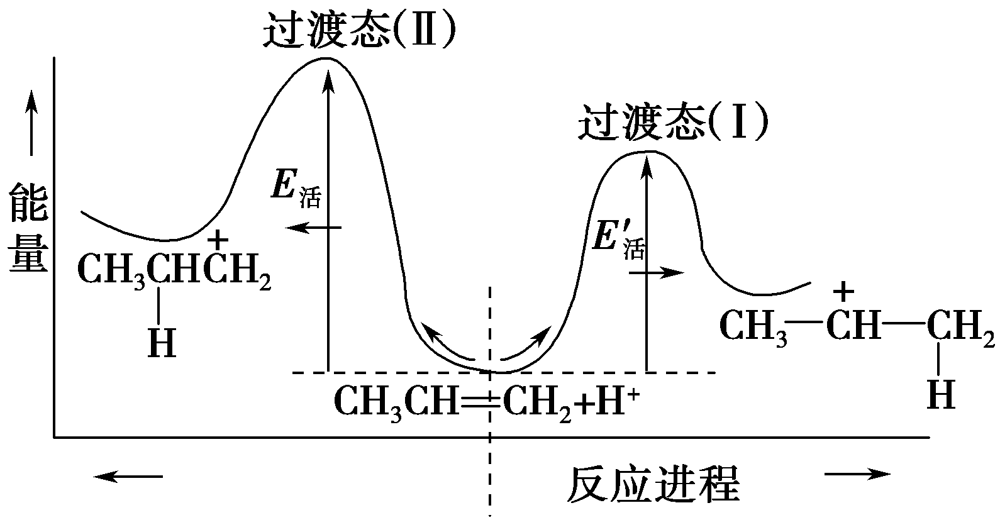 过渡态(Ⅱ)
过渡态(Ⅰ)
能量
E活
E′活
+
CH₃CHCH₂
H
+
CH₃—CH—CH₂
H
CH₃CH=CH₂+H⁺
反应进程